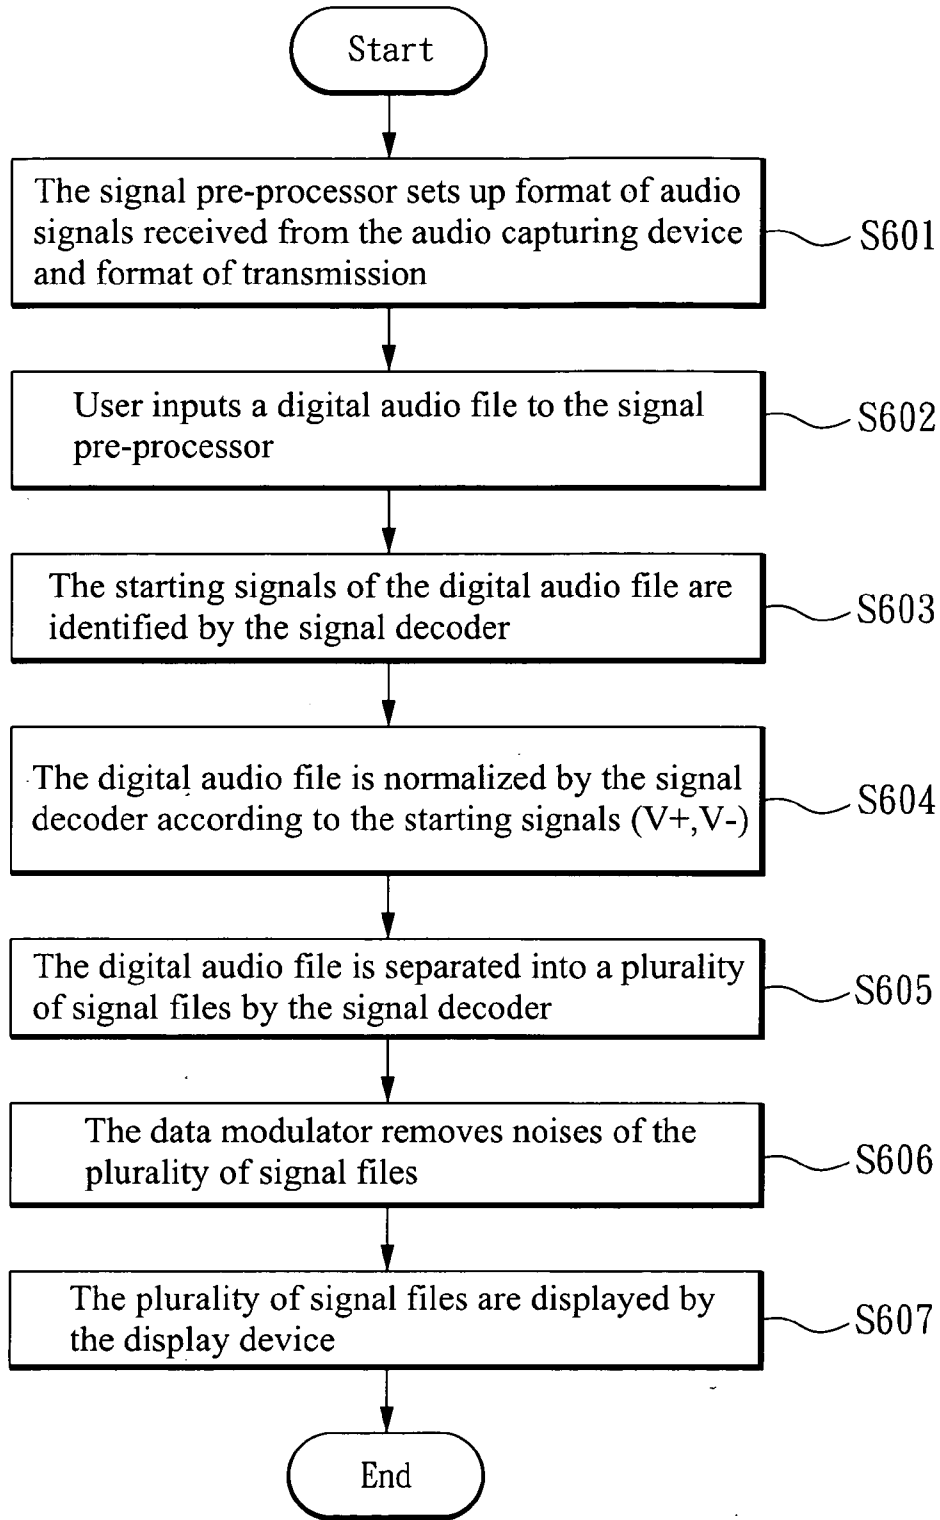 Start
The signal pre-processor sets up format of audio
signals received from the audio capturing device
and format of transmission
S601
User inputs a digital audio file to the signal
pre-processor
S602
The starting signals of the digital audio file are
identified by the signal decoder
S603
The digital audio file is normalized by the signal
decoder according to the starting signals (V+,V-)
S604
The digital audio file is separated into a plurality
of signal files by the signal decoder
S605
The data modulator removes noises of the
plurality of signal files
S606
The plurality of signal files are displayed by
the display device
S607
End